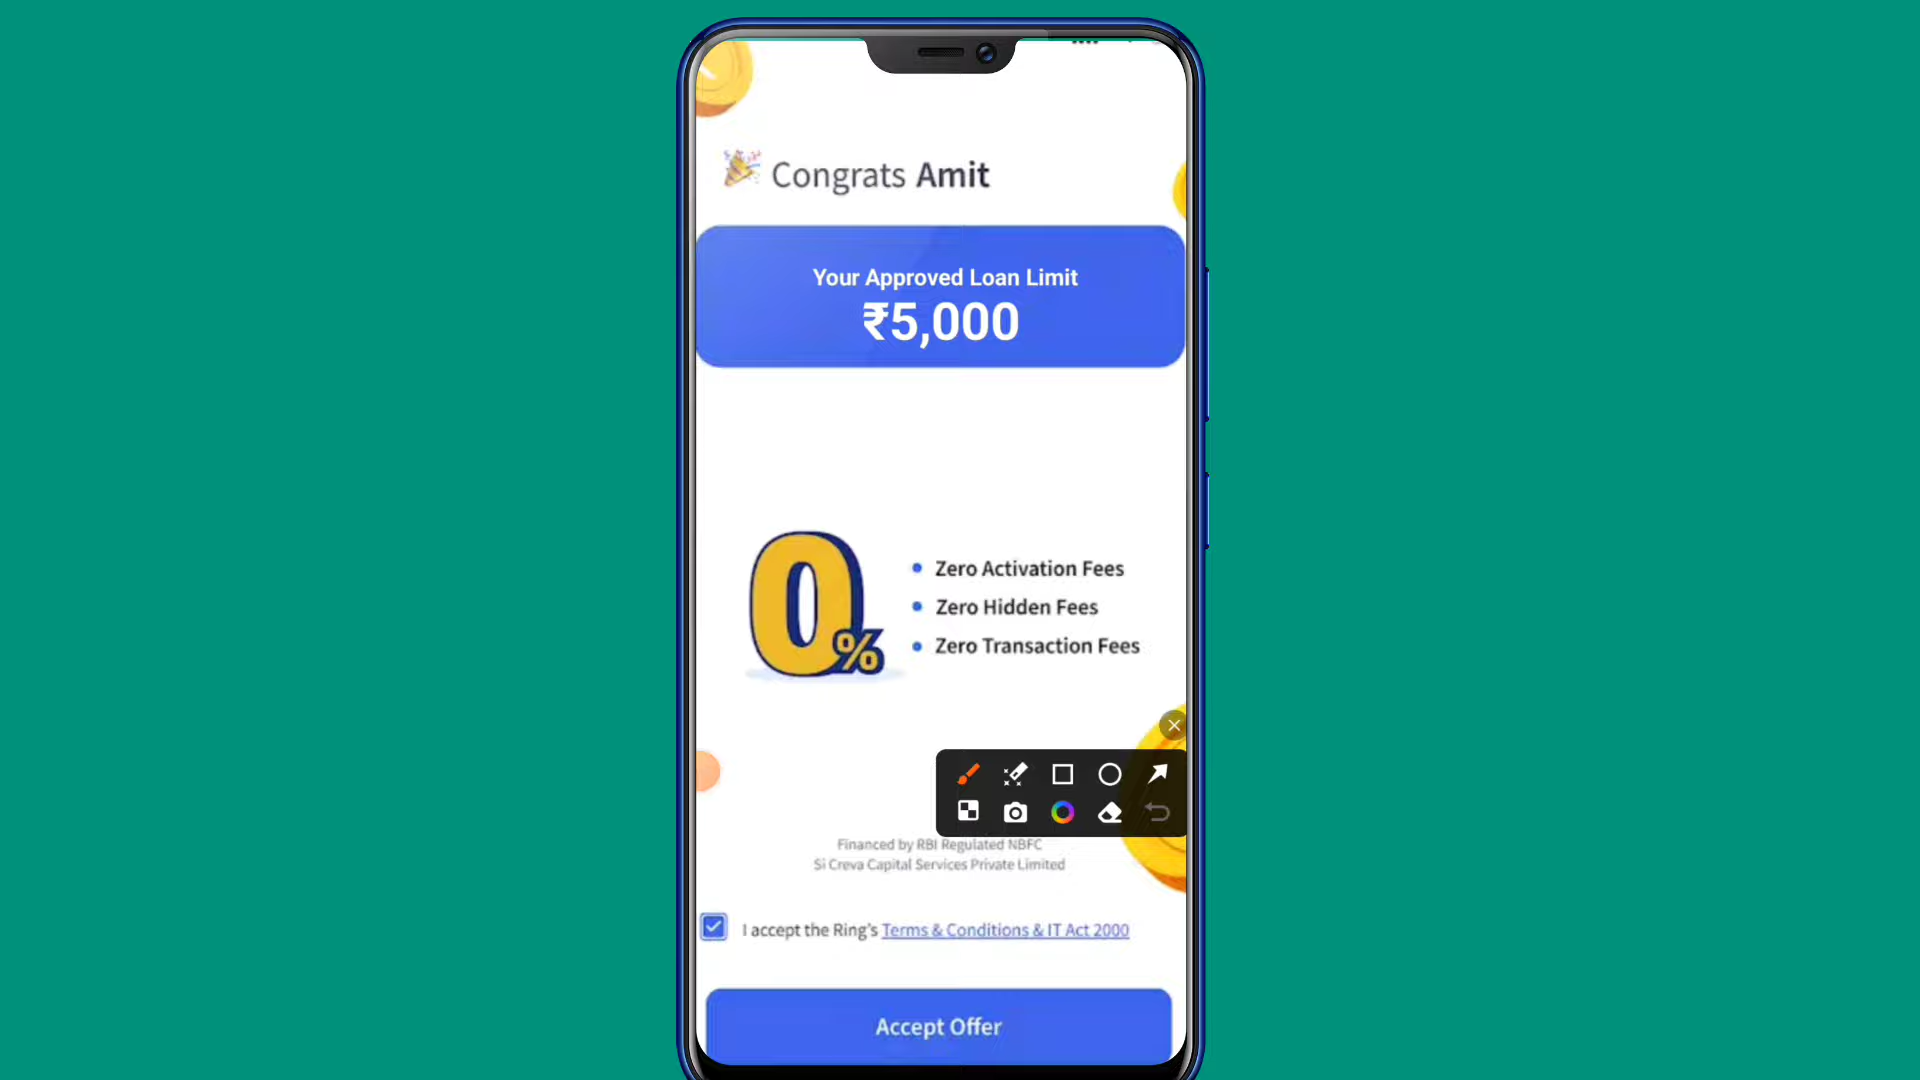 Congrats Amit
Your Approved Loan Limit
₹5,000
0%
Zero Activation Fees
Zero Hidden Fees
Zero Transaction Fees
Financed by RBI Regulated NBFC
Si Creva Capital Services Private Limited
I accept the Ring's Terms & Conditions & IT Act 2000
Accept Offer